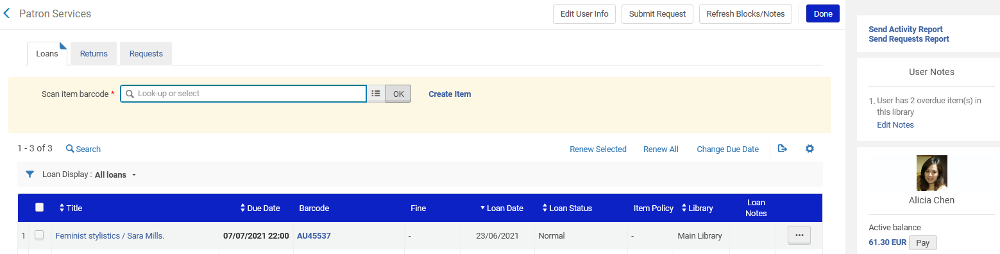 Patron Services
Edit User Info Submit Request Refresh Blocks/Notes Done
Loans Returns Requests
Scan item barcode * Look-up or select OK Create Item
1 - 3 of 3 Search Renew Selected Renew All Change Due Date
Loan Display : All loans
Title Due Date Barcode Fine Loan Date Loan Status Item Policy Library Loan Notes
1 Feminist stylistics / Sara Mills. 07/07/2021 22:00 AU45537 - 23/06/2021 Normal - Main Library ...
Send Activity Report
Send Requests Report
User Notes
1. User has 2 overdue item(s) in
this library
Edit Notes
Alicia Chen
Active balance
61.30 EUR Pay